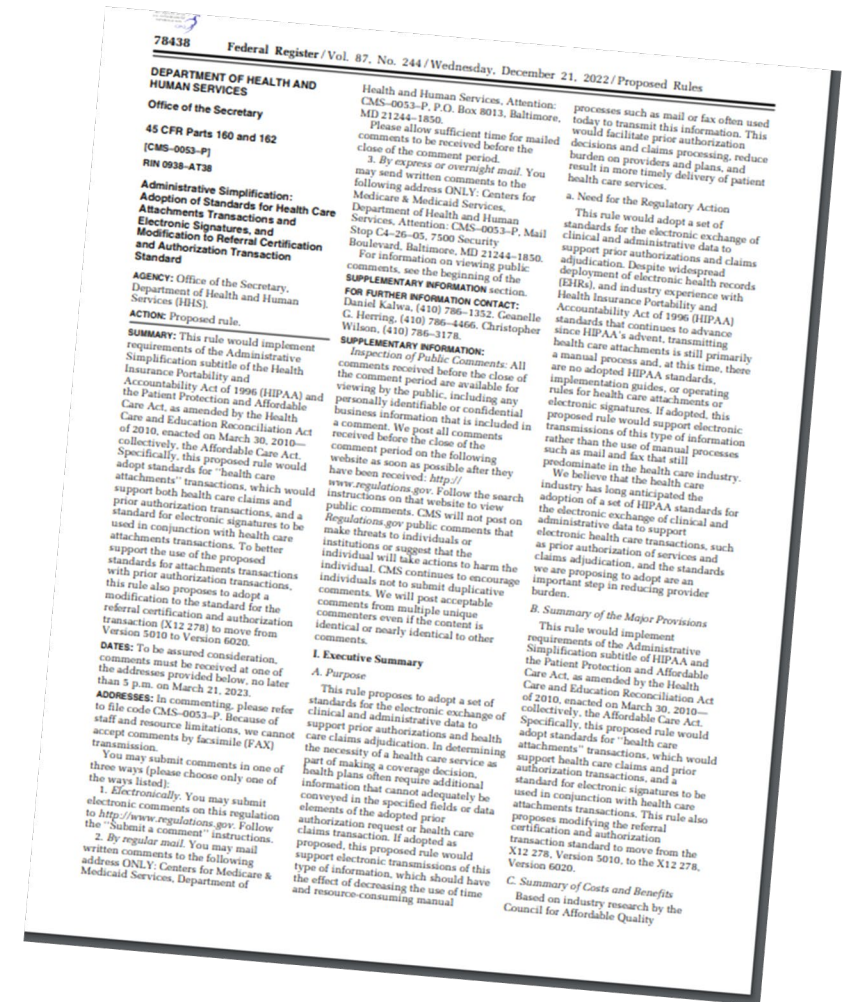 78438
Federal Register/Vol. 87, No. 244/Wednesday, December 21, 2022/Proposed Rules
DEPARTMENT OF HEALTH AND
HUMAN SERVICES
Office of the Secretary
45 CFR Parts 160 and 162
[CMS–0053–P]
RIN 0938–AT38
Administrative Simplification:
Adoption of Standards for Health Care
Attachments Transactions and
Electronic Signatures, and
Modification to Referral Certification
and Authorization Transaction
Standard
AGENCY: Office of the Secretary,
Department of Health and Human
Services (HHS).
ACTION: Proposed rule.
SUMMARY: This rule would implement
requirements of the Administrative
Simplification subtitle of the Health
Insurance Portability and
Accountability Act of 1996 (HIPAA) and
the Patient Protection and Affordable
Care Act, as amended by the Health
Care and Education Reconciliation Act
of 2010, enacted on March 30, 2010—
collectively, the Affordable Care Act.
Specifically, this proposed rule would
adopt standards for "health care
attachments" transactions, which would
support both health care claims and
prior authorization transactions, and a
standard for electronic signatures to be
used in conjunction with health care
attachments transactions. To better
support the use of the proposed
standards for attachments transactions
with prior authorization transactions,
this rule also proposes to adopt a
modification to the standard for the
referral certification and authorization
transaction (X12 278) to move from
Version 5010 to Version 6020.
DATES: To be assured consideration,
comments must be received at one of
the addresses provided below, no later
than 5 p.m. on March 21, 2023.
ADDRESSES: In commenting, please refer
to file code CMS–0053–P. Because of
staff and resource limitations, we cannot
accept comments by facsimile (FAX)
transmission.
You may submit comments in one of
three ways (please choose only one of
the ways listed):
1. Electronically. You may submit
electronic comments on this regulation
to http://www.regulations.gov. Follow
the "Submit a comment" instructions.
2. By regular mail. You may mail
written comments to the following
address ONLY: Centers for Medicare &
Medicaid Services, Department of
Health and Human Services, Attention:
CMS–0053–P, P.O. Box 8013, Baltimore,
MD 21244–1850.
Please allow sufficient time for mailed
comments to be received before the
close of the comment period.
3. By express or overnight mail. You
may send written comments to the
following address ONLY: Centers for
Medicare & Medicaid Services,
Department of Health and Human
Services, Attention: CMS–0053–P, Mail
Stop C4–26–05, 7500 Security
Boulevard, Baltimore, MD 21244–1850.
For information on viewing public
comments, see the beginning of the
SUPPLEMENTARY INFORMATION section.
FOR FURTHER INFORMATION CONTACT:
Daniel Kalwa, (410) 786–1352. Geanelle
G. Herring, (410) 786–4466. Christopher
Wilson, (410) 786–3178.
SUPPLEMENTARY INFORMATION:
Inspection of Public Comments: All
comments received before the close of
the comment period are available for
viewing by the public, including any
personally identifiable or confidential
business information that is included in
a comment. We post all comments
received before the close of the
comment period on the following
website as soon as possible after they
have been received: http://
www.regulations.gov. Follow the search
instructions on that website to view
public comments. CMS will not post on
Regulations.gov public comments that
make threats to individuals or
institutions or suggest that the
individual will take actions to harm the
individual. CMS continues to encourage
individuals not to submit duplicative
comments. We will post acceptable
comments from multiple unique
commenters even if the content is
identical or nearly identical to other
comments.
I. Executive Summary
A. Purpose
This rule proposes to adopt a set of
standards for the electronic exchange of
clinical and administrative data to
support prior authorizations and health
care claims adjudication. In determining
the necessity of a health care service as
part of making a coverage decision,
health plans often require additional
information that cannot adequately be
conveyed in the specified fields or data
elements of the adopted prior
authorization request or health care
claims transaction. If adopted as
proposed, this proposed rule would
support electronic transmissions of this
type of information, which should have
the effect of decreasing the use of time
and resource-consuming manual
processes such as mail or fax often used
today to transmit this information. This
would facilitate prior authorization
decisions and claims processing, reduce
burden on providers and plans, and
result in more timely delivery of patient
health care services.
a. Need for the Regulatory Action
This rule would adopt a set of
standards for the electronic exchange of
clinical and administrative data to
support prior authorizations and claims
adjudication. Despite widespread
deployment of electronic health records
(EHRs), and industry experience with
Health Insurance Portability and
Accountability Act of 1996 (HIPAA)
standards that continues to advance
since HIPAA's advent, transmitting
health care attachments is still primarily
a manual process and, at this time, there
are no adopted HIPAA standards,
implementation guides, or operating
rules for health care attachments or
electronic signatures. If adopted, this
proposed rule would support electronic
transmissions of this type of information
rather than the use of manual processes
such as mail and fax that still
predominate in the health care industry.
We believe that the health care
industry has long anticipated the
adoption of a set of HIPAA standards for
the electronic exchange of clinical and
administrative data to support
electronic health care transactions, such
as prior authorization of services and
claims adjudication, and the standards
we are proposing to adopt are an
important step in reducing provider
burden.
B. Summary of the Major Provisions
This rule would implement
requirements of the Administrative
Simplification subtitle of HIPAA and
the Patient Protection and Affordable
Care Act, as amended by the Health
Care and Education Reconciliation Act
of 2010, enacted on March 30, 2010—
collectively, the Affordable Care Act.
Specifically, this proposed rule would
adopt standards for "health care
attachments" transactions, which would
support health care claims and prior
authorization transactions, and a
standard for electronic signatures to be
used in conjunction with health care
attachments transactions. This rule also
proposes modifying the referral
certification and authorization
transaction standard to move from the
X12 278, Version 5010, to the X12 278,
Version 6020.
C. Summary of Costs and Benefits
Based on industry research by the
Council for Affordable Quality